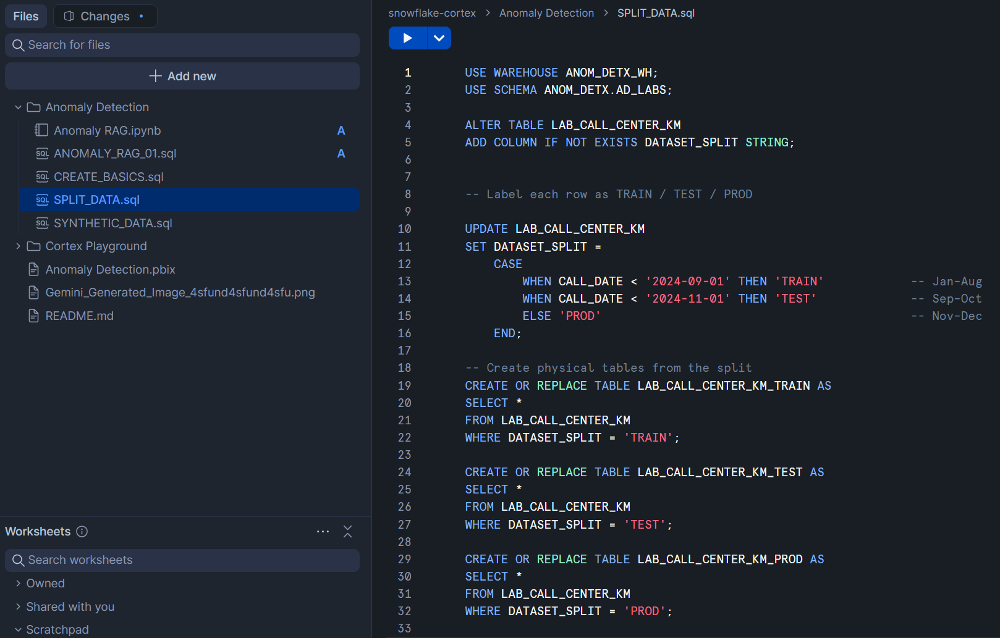 Files
Changes
Search for files
Add new
Anomaly Detection
Anomaly RAG.ipynb A
SQL ANOMALY_RAG_01.sql A
SQL CREATE_BASICS.sql
SQL SPLIT_DATA.sql
SQL SYNTHETIC_DATA.sql
Cortex Playground
Anomaly Detection.pbix
Gemini_Generated_Image_4sfund4sfund4sfu.png
README.md
Worksheets
Search worksheets
Owned
Shared with you
Scratchpad
snowflake-cortex > Anomaly Detection > SPLIT_DATA.sql
1 USE WAREHOUSE ANOM_DETX_WH;
2 USE SCHEMA ANOM_DETX.AD_LABS;
3
4 ALTER TABLE LAB_CALL_CENTER_KM
5 ADD COLUMN IF NOT EXISTS DATASET_SPLIT STRING;
6
7
8 -- Label each row as TRAIN / TEST / PROD
9
10 UPDATE LAB_CALL_CENTER_KM
11 SET DATASET_SPLIT =
12 CASE
13 WHEN CALL_DATE < '2024-09-01' THEN 'TRAIN' -- Jan-Aug
14 WHEN CALL_DATE < '2024-11-01' THEN 'TEST' -- Sep-Oct
15 ELSE 'PROD' -- Nov-Dec
16 END;
17
18 -- Create physical tables from the split
19 CREATE OR REPLACE TABLE LAB_CALL_CENTER_KM_TRAIN AS
20 SELECT *
21 FROM LAB_CALL_CENTER_KM
22 WHERE DATASET_SPLIT = 'TRAIN';
23
24 CREATE OR REPLACE TABLE LAB_CALL_CENTER_KM_TEST AS
25 SELECT *
26 FROM LAB_CALL_CENTER_KM
27 WHERE DATASET_SPLIT = 'TEST';
28
29 CREATE OR REPLACE TABLE LAB_CALL_CENTER_KM_PROD AS
30 SELECT *
31 FROM LAB_CALL_CENTER_KM
32 WHERE DATASET_SPLIT = 'PROD';
33